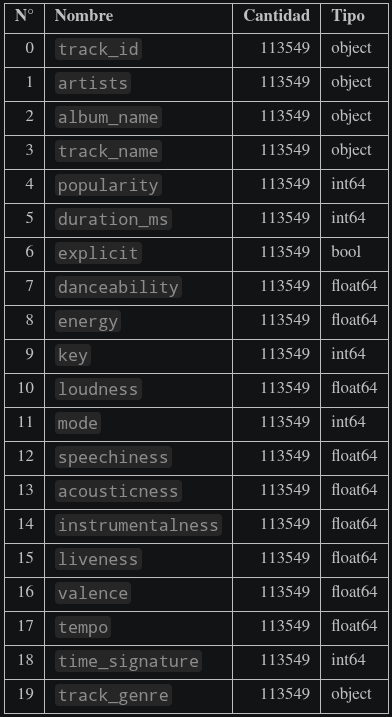 N° Nombre Cantidad Tipo
0 track_id 113549 object
1 artists 113549 object
2 album_name 113549 object
3 track_name 113549 object
4 popularity 113549 int64
5 duration_ms 113549 int64
6 explicit 113549 bool
7 danceability 113549 float64
8 energy 113549 float64
9 key 113549 int64
10 loudness 113549 float64
11 mode 113549 int64
12 speechiness 113549 float64
13 acousticness 113549 float64
14 instrumentalness 113549 float64
15 liveness 113549 float64
16 valence 113549 float64
17 tempo 113549 float64
18 time_signature 113549 int64
19 track_genre 113549 object